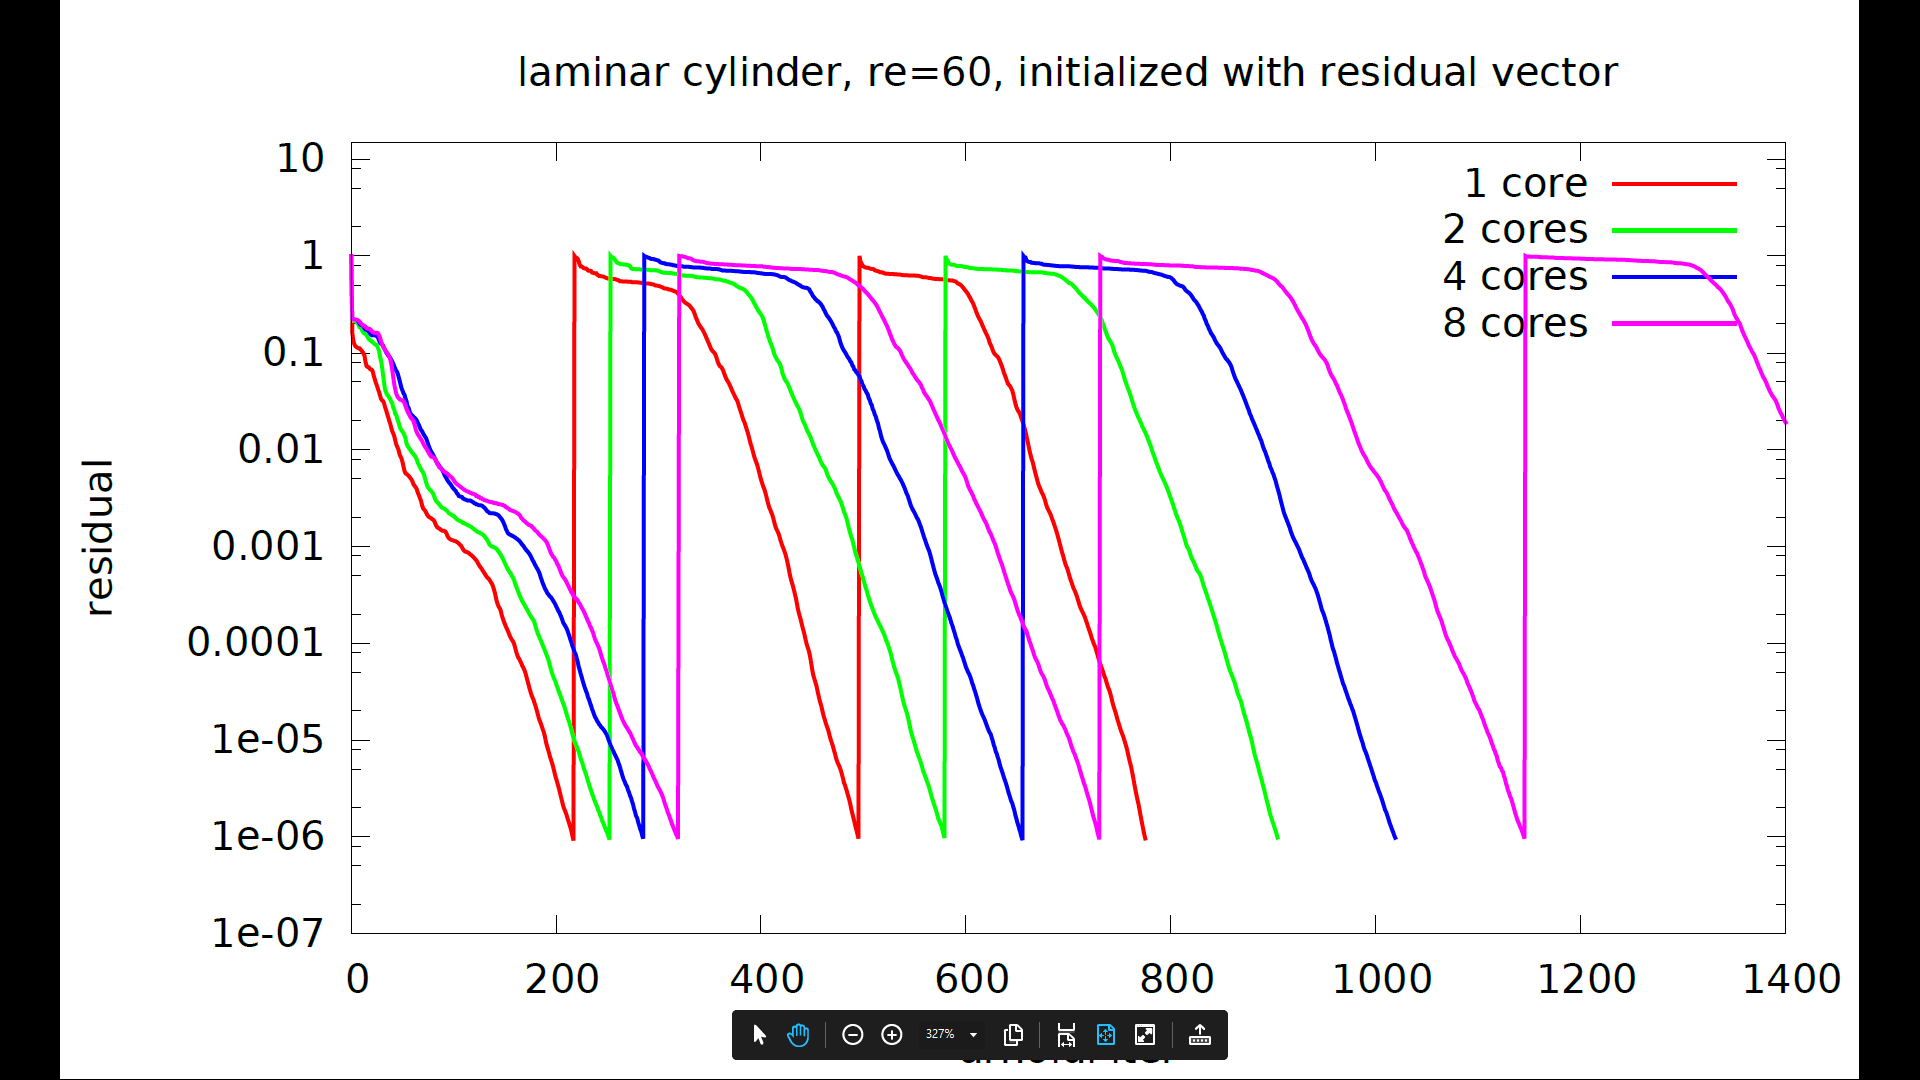 laminar cylinder, re=60, initialized with residual vector
10
1
0.1
0.01
0.001
0.0001
1e-05
1e-06
1e-07
residual
1 core
2 cores
4 cores
8 cores
0 200 400 600 800 1000 1200 1400
327%